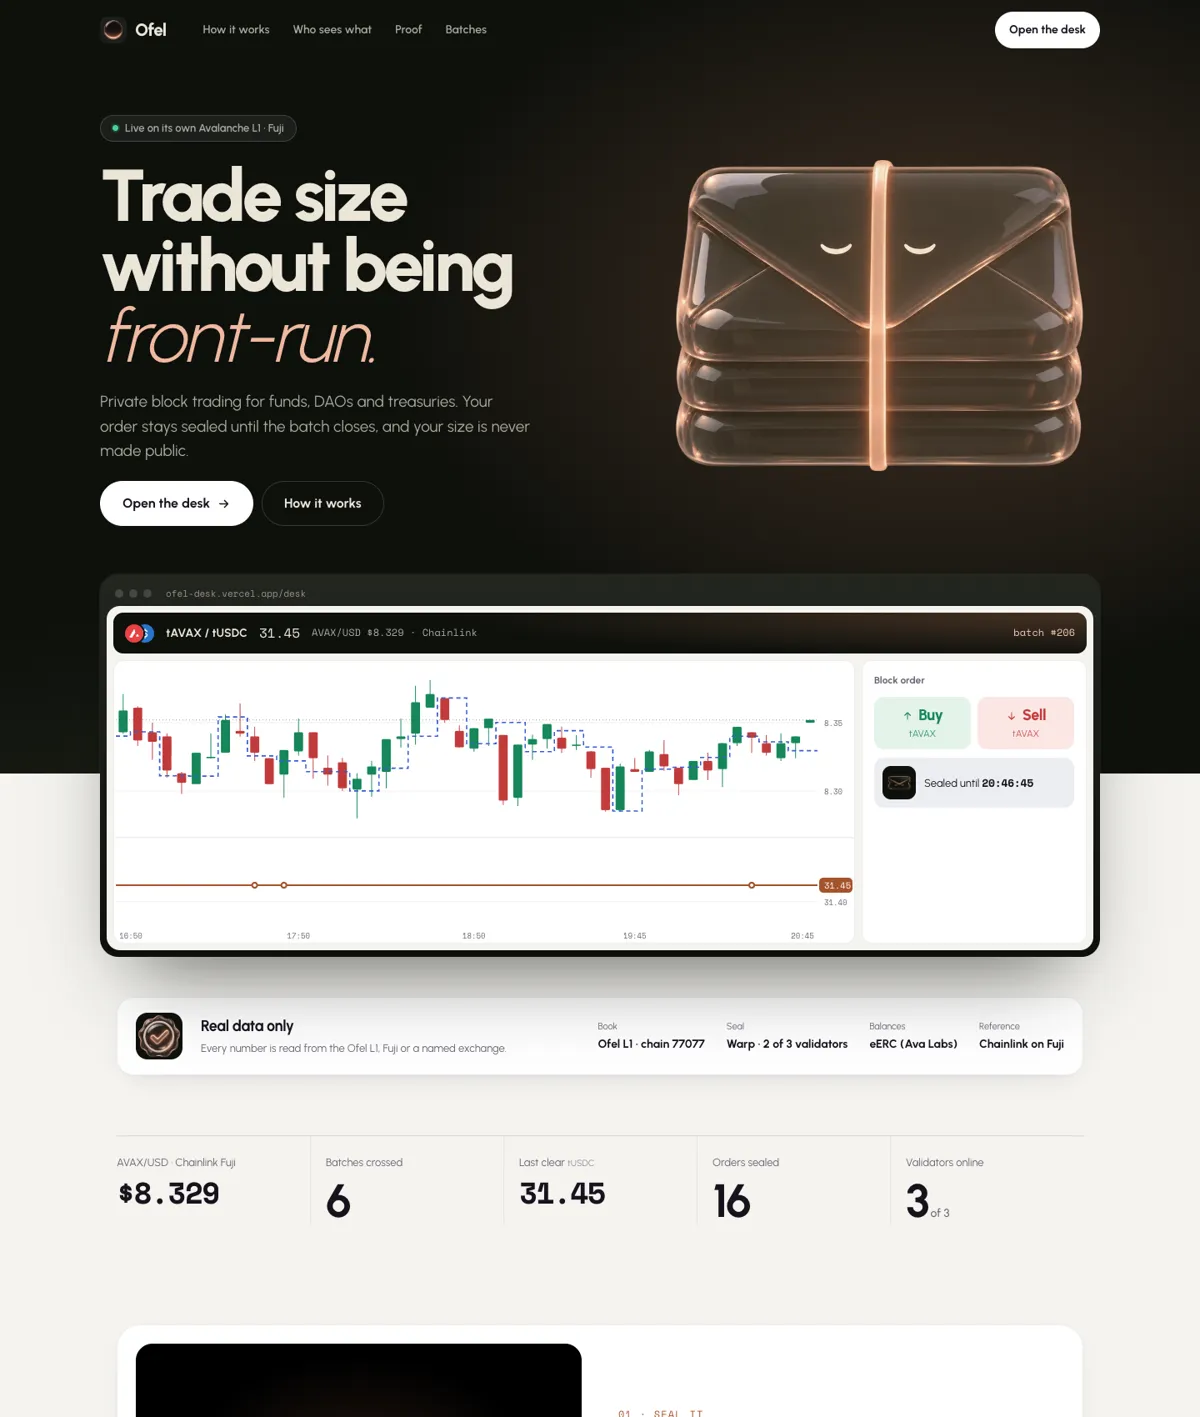 Ofel
How it works
Who sees what
Proof
Batches
Open the desk
Live on its own Avalanche L1 · Fuji
Trade size
without being
front-run.
Private block trading for funds, DAOs and treasuries. Your
order stays sealed until the batch closes, and your size is never
made public.
Open the desk →
How it works
ofel-desk.vercel.app/desk
tAVAX / tUSDC
31.45
AVAX/USD $8.329 · Chainlink
batch #206
8.35
8.30
31.45
31.40
16:50
17:50
18:50
19:45
20:45
Block order
↑ Buy
tAVAX
↓ Sell
tAVAX
Sealed until 20:46:45
Real data only
Every number is read from the Ofel L1, Fuji or a named exchange.
Book
Ofel L1 · chain 77077
Seal
Warp · 2 of 3 validators
Balances
eERC (Ava Labs)
Reference
Chainlink on Fuji
AVAX/USD · Chainlink Fuji
$8.329
Batches crossed
6
Last clear tUSDC
31.45
Orders sealed
16
Validators online
3 of 3
01 · SEAL IT